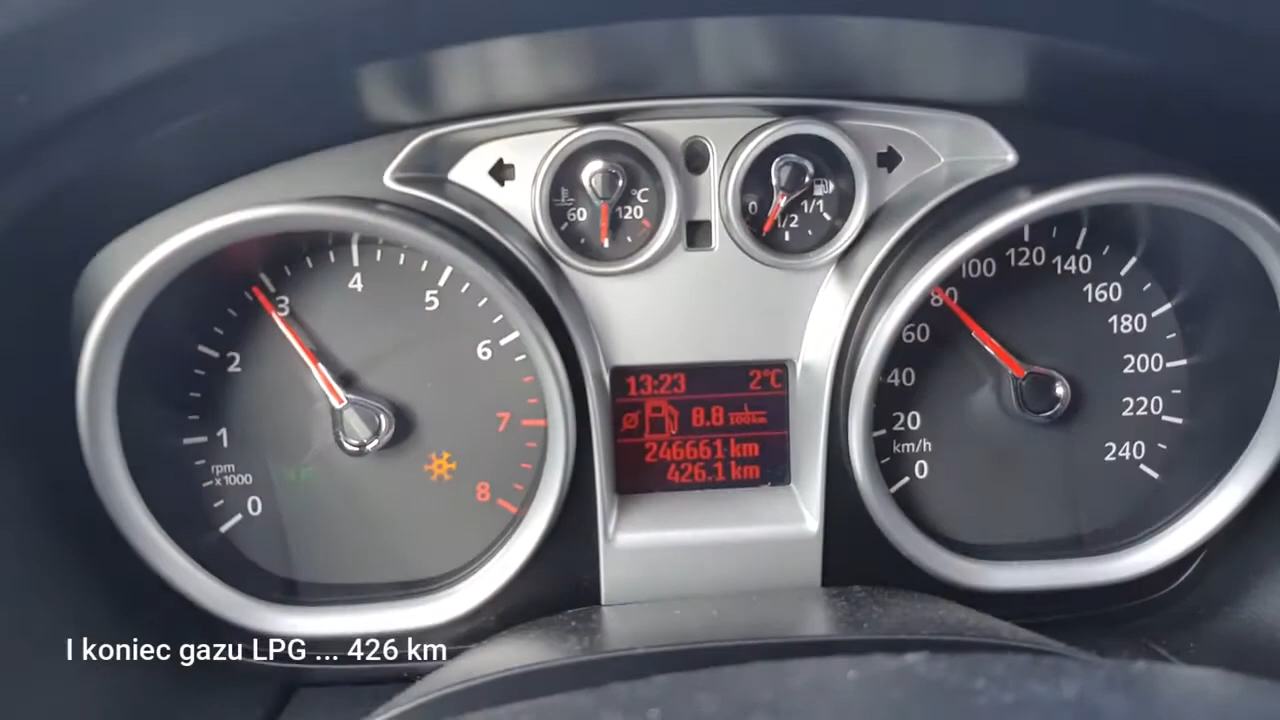 60 °C 120
0 1/2 1/1
0 1 2 3 4 5 6 7 8
rpm
x1000
13:23 2°C
Ø 8.8 l/100km
246661 km
426.1 km
0 20 40 60 80 100 120 140 160 180 200 220 240
km/h
I koniec gazu LPG ... 426 km